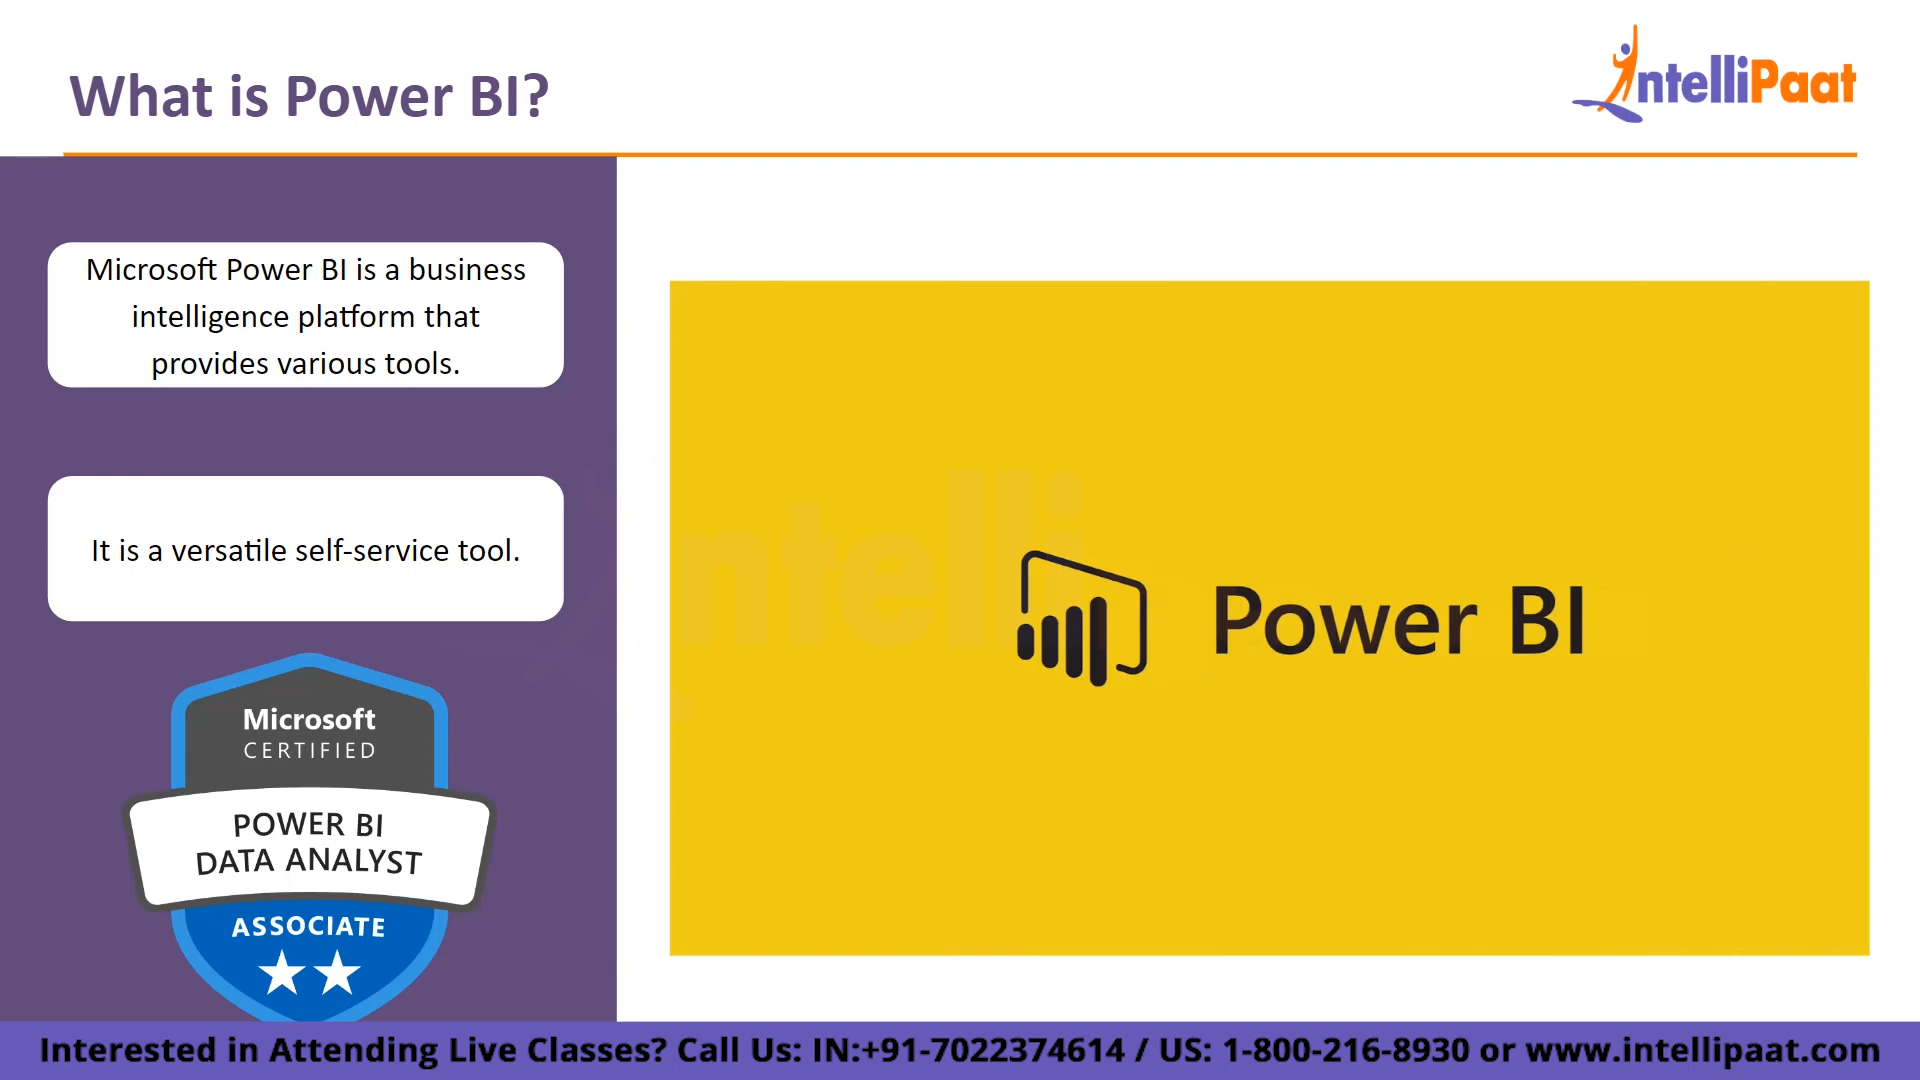 What is Power BI?
ntelliPaat
Microsoft Power BI is a business
intelligence platform that
provides various tools.
It is a versatile self-service tool.
Microsoft
CERTIFIED
POWER BI
DATA ANALYST
ASSOCIATE
ntelli
Power BI
Interested in Attending Live Classes? Call Us: IN:+91-7022374614 / US: 1-800-216-8930 or www.intellipaat.com